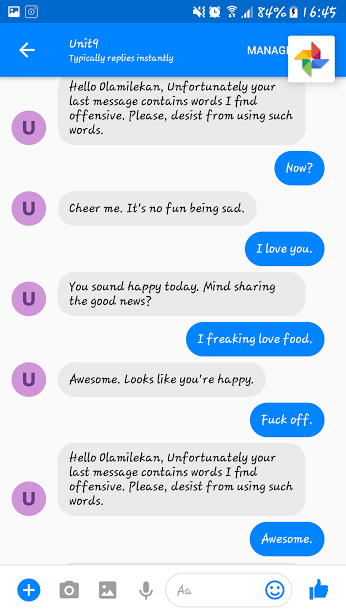 84% 16:45
Unit9
Typically replies instantly
MANAG
Hello Olamilekan, Unfortunately your
last message contains words I find
offensive. Please, desist from using such
words.
U
Now?
U
Cheer me. It's no fun being sad.
I love you.
You sound happy today. Mind sharing
the good news?
U
I freaking love food.
U
Awesome. Looks like you're happy.
Fuck off.
Hello Olamilekan, Unfortunately your
last message contains words I find
offensive. Please, desist from using such
words.
U
Awesome.
Aa